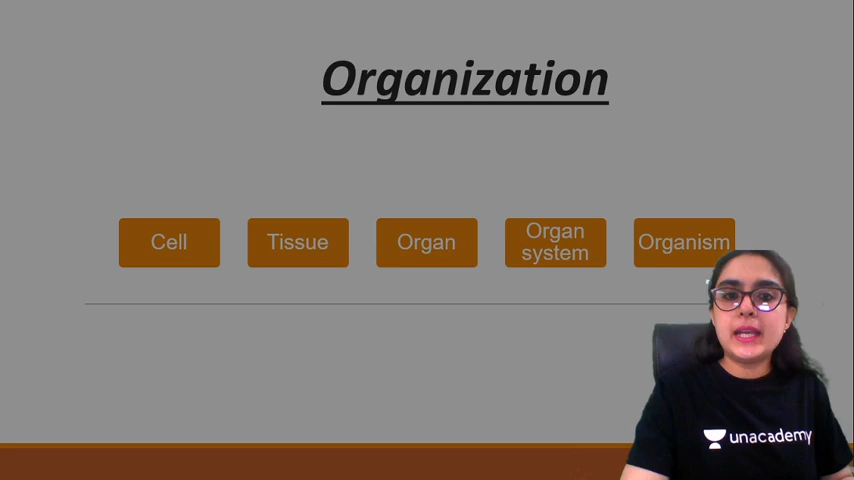 Organization
Cell
Tissue
Organ
Organ
system
Organism
unacademy